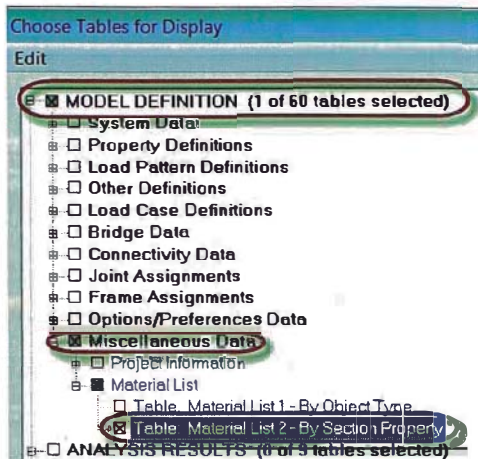 Choose Tables for Display
Edit
MODEL DEFINITION (1 of 60 tables selected)
System Data
Property Definitions
Load Pattern Definitions
Other Definitions
Load Case Definitions
Bridge Data
Connectivity Data
Joint Assignments
Frame Assignments
Options/Preferences Data
Miscellaneous Data
Project Information
Material List
Table: Material List 1 - By Object Type
Table: Material List 2 - By Section Property
ANALYSIS RESULTS of tables selected)